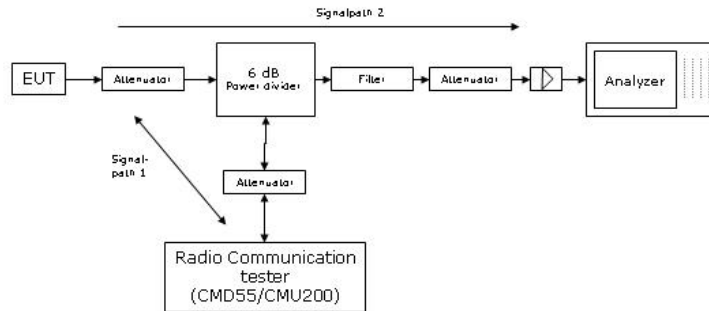 Signalpath 2
EUT
Attenuator
6 dB
Power divider
Filter
Attenuator
Analyzer
Signal-
path 1
Attenuator
Radio Communication
tester
(CMD55/CMU200)